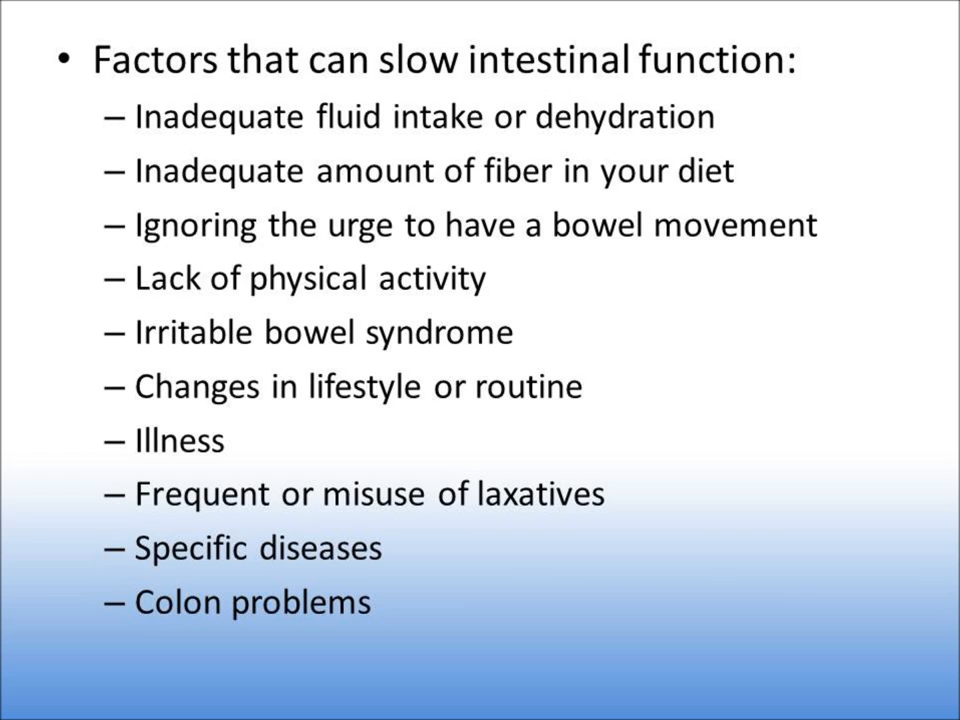 • Factors that can slow intestinal function:
– Inadequate fluid intake or dehydration
– Inadequate amount of fiber in your diet
– Ignoring the urge to have a bowel movement
– Lack of physical activity
– Irritable bowel syndrome
– Changes in lifestyle or routine
– Illness
– Frequent or misuse of laxatives
– Specific diseases
– Colon problems